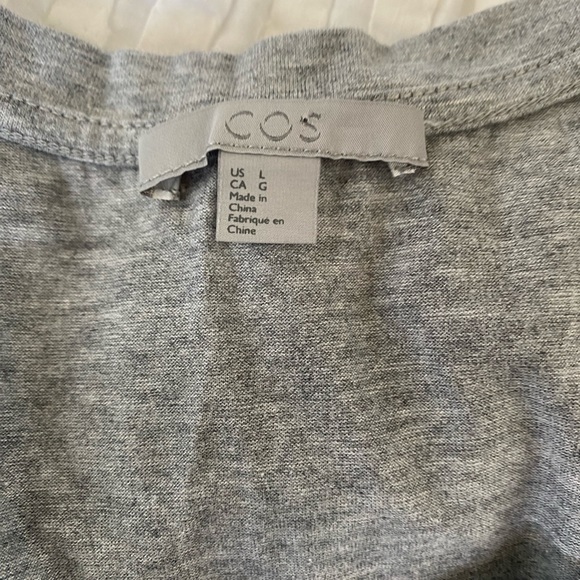 COS
US L
CA G
Made in
China
Fabriqué en
Chine